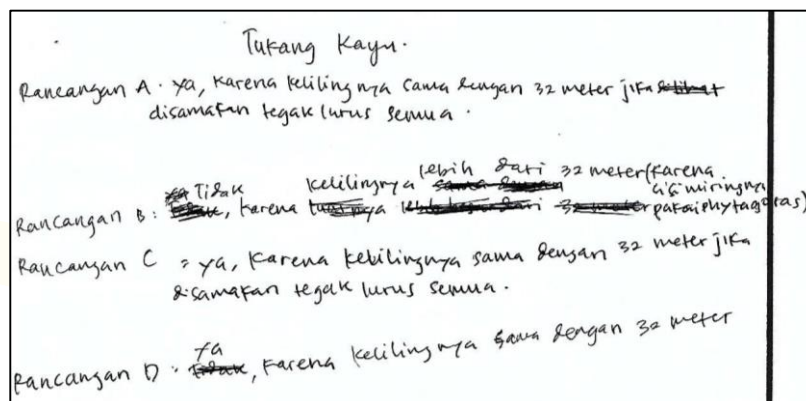 Tukang Kayu.
Rancangan A. ya, karena kelilingnya sama dengan 32 meter jika
disamakan tegak lurus semua.
Rancangan B: Tidak, karena kelilingnya lebih dari 32 meter (karena
sisi miringnya
pakai phytagoras)
Rancangan C = ya, karena kelilingnya sama dengan 32 meter jika
disamakan tegak lurus semua.
Rancangan D. ya, karena kelilingnya sama dengan 32 meter